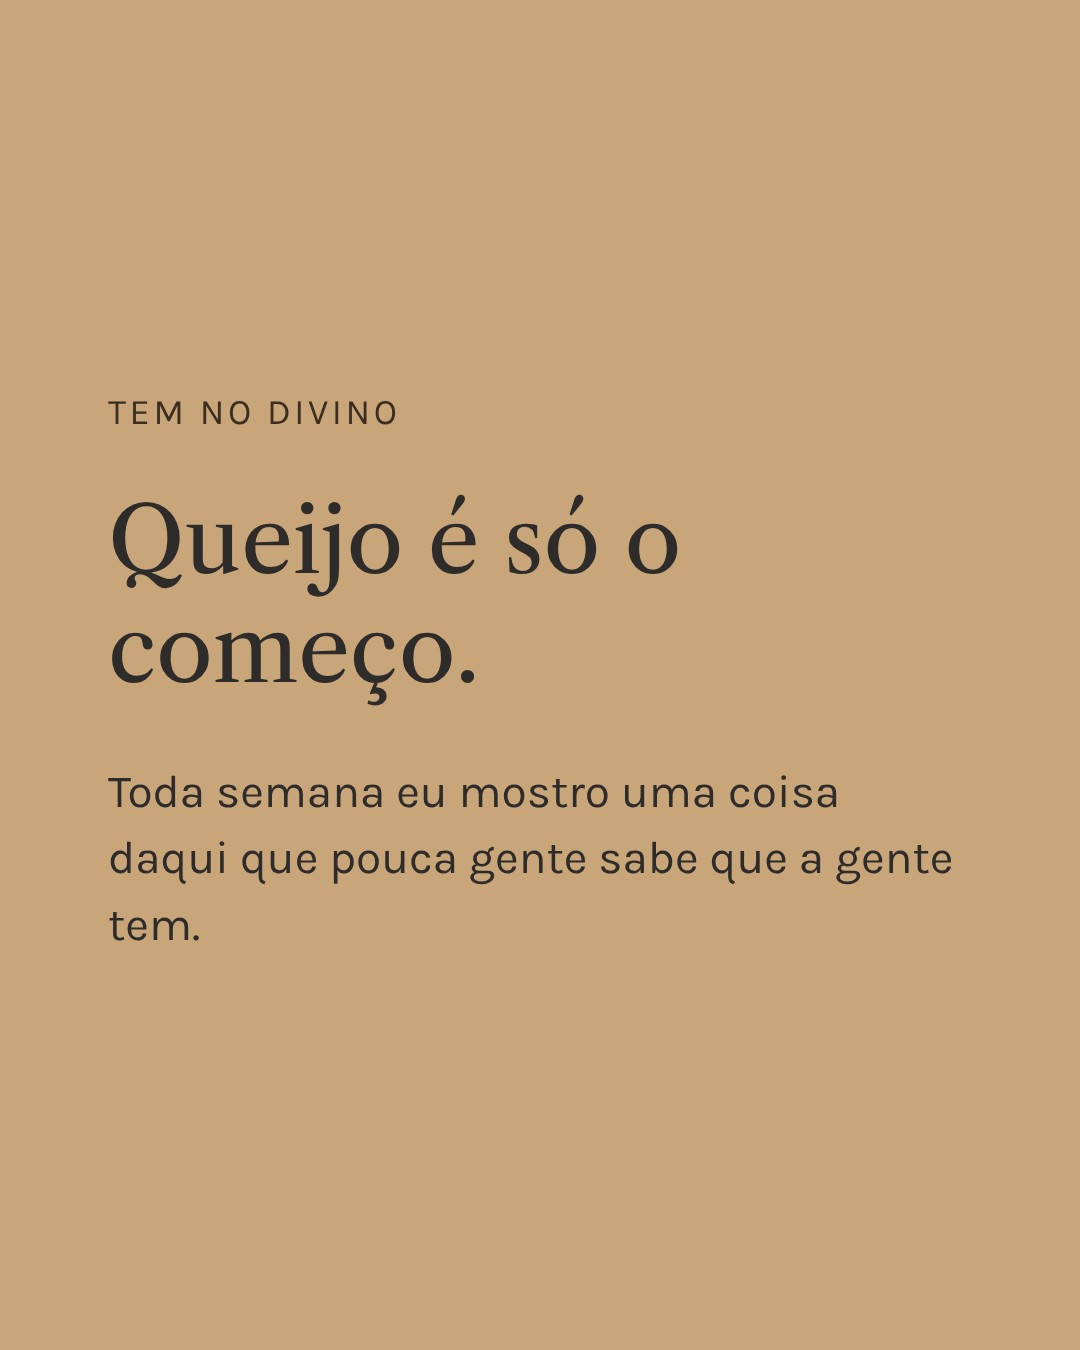 TEM NO DIVINO
Queijo é só o
começo.
Toda semana eu mostro uma coisa
daqui que pouca gente sabe que a gente
tem.